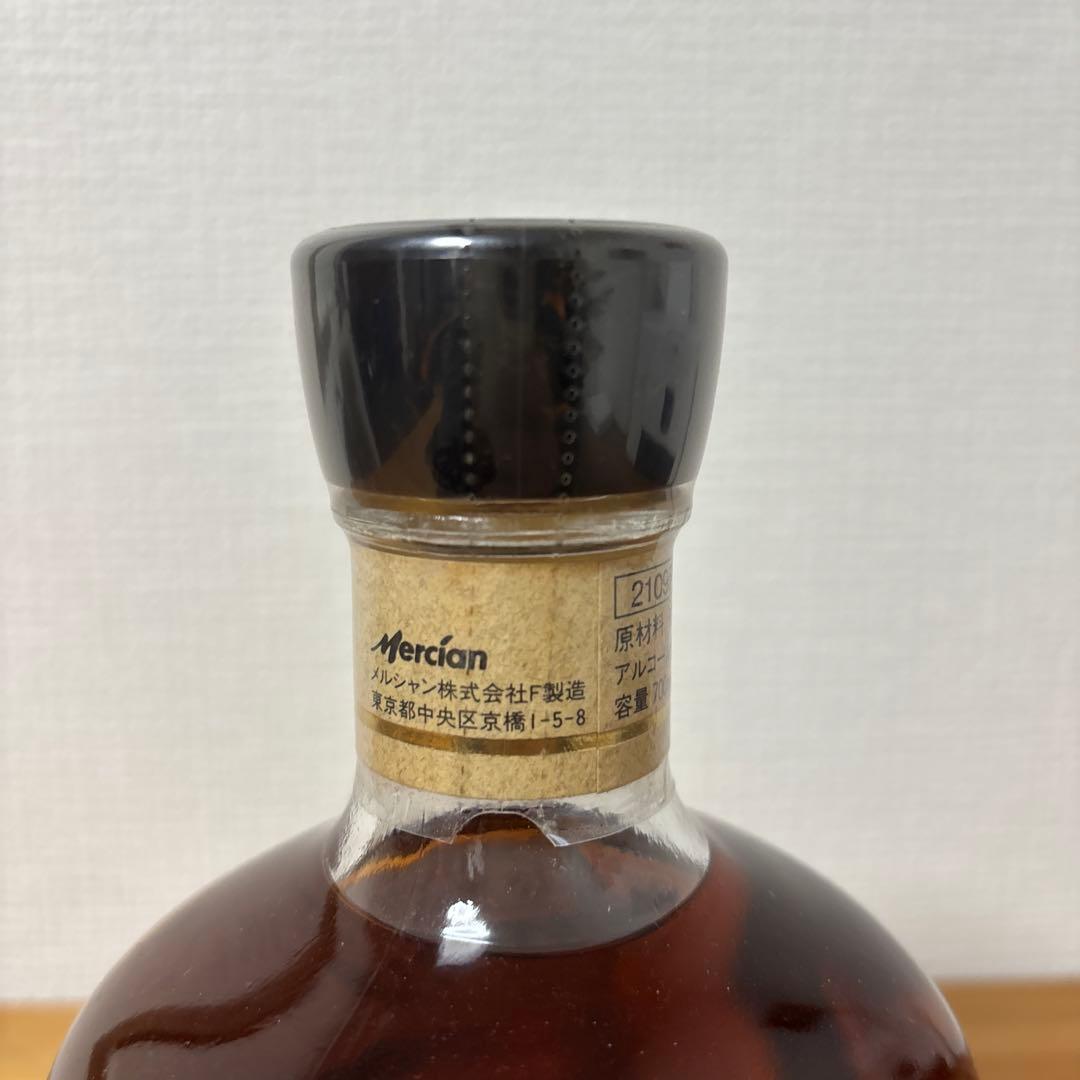 Mercian
メルシャン株式会社F製造
東京都中央区京橋1-5-8
2109
原材料
アルコー
容量 700